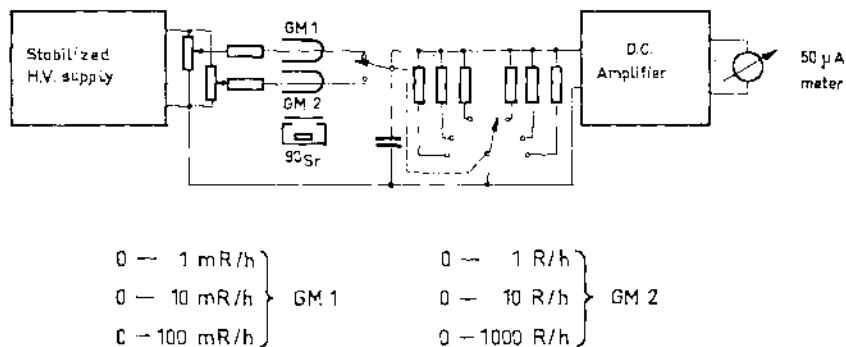 Stabilized
H.V. supply
GM 1
GM 2
90Sr
D.C.
Amplifier
50 µA
meter
0 — 1 mR/h
0 — 10 mR/h
0 — 100 mR/h
GM 1
0 — 1 R/h
0 — 10 R/h
0 — 1000 R/h
GM 2